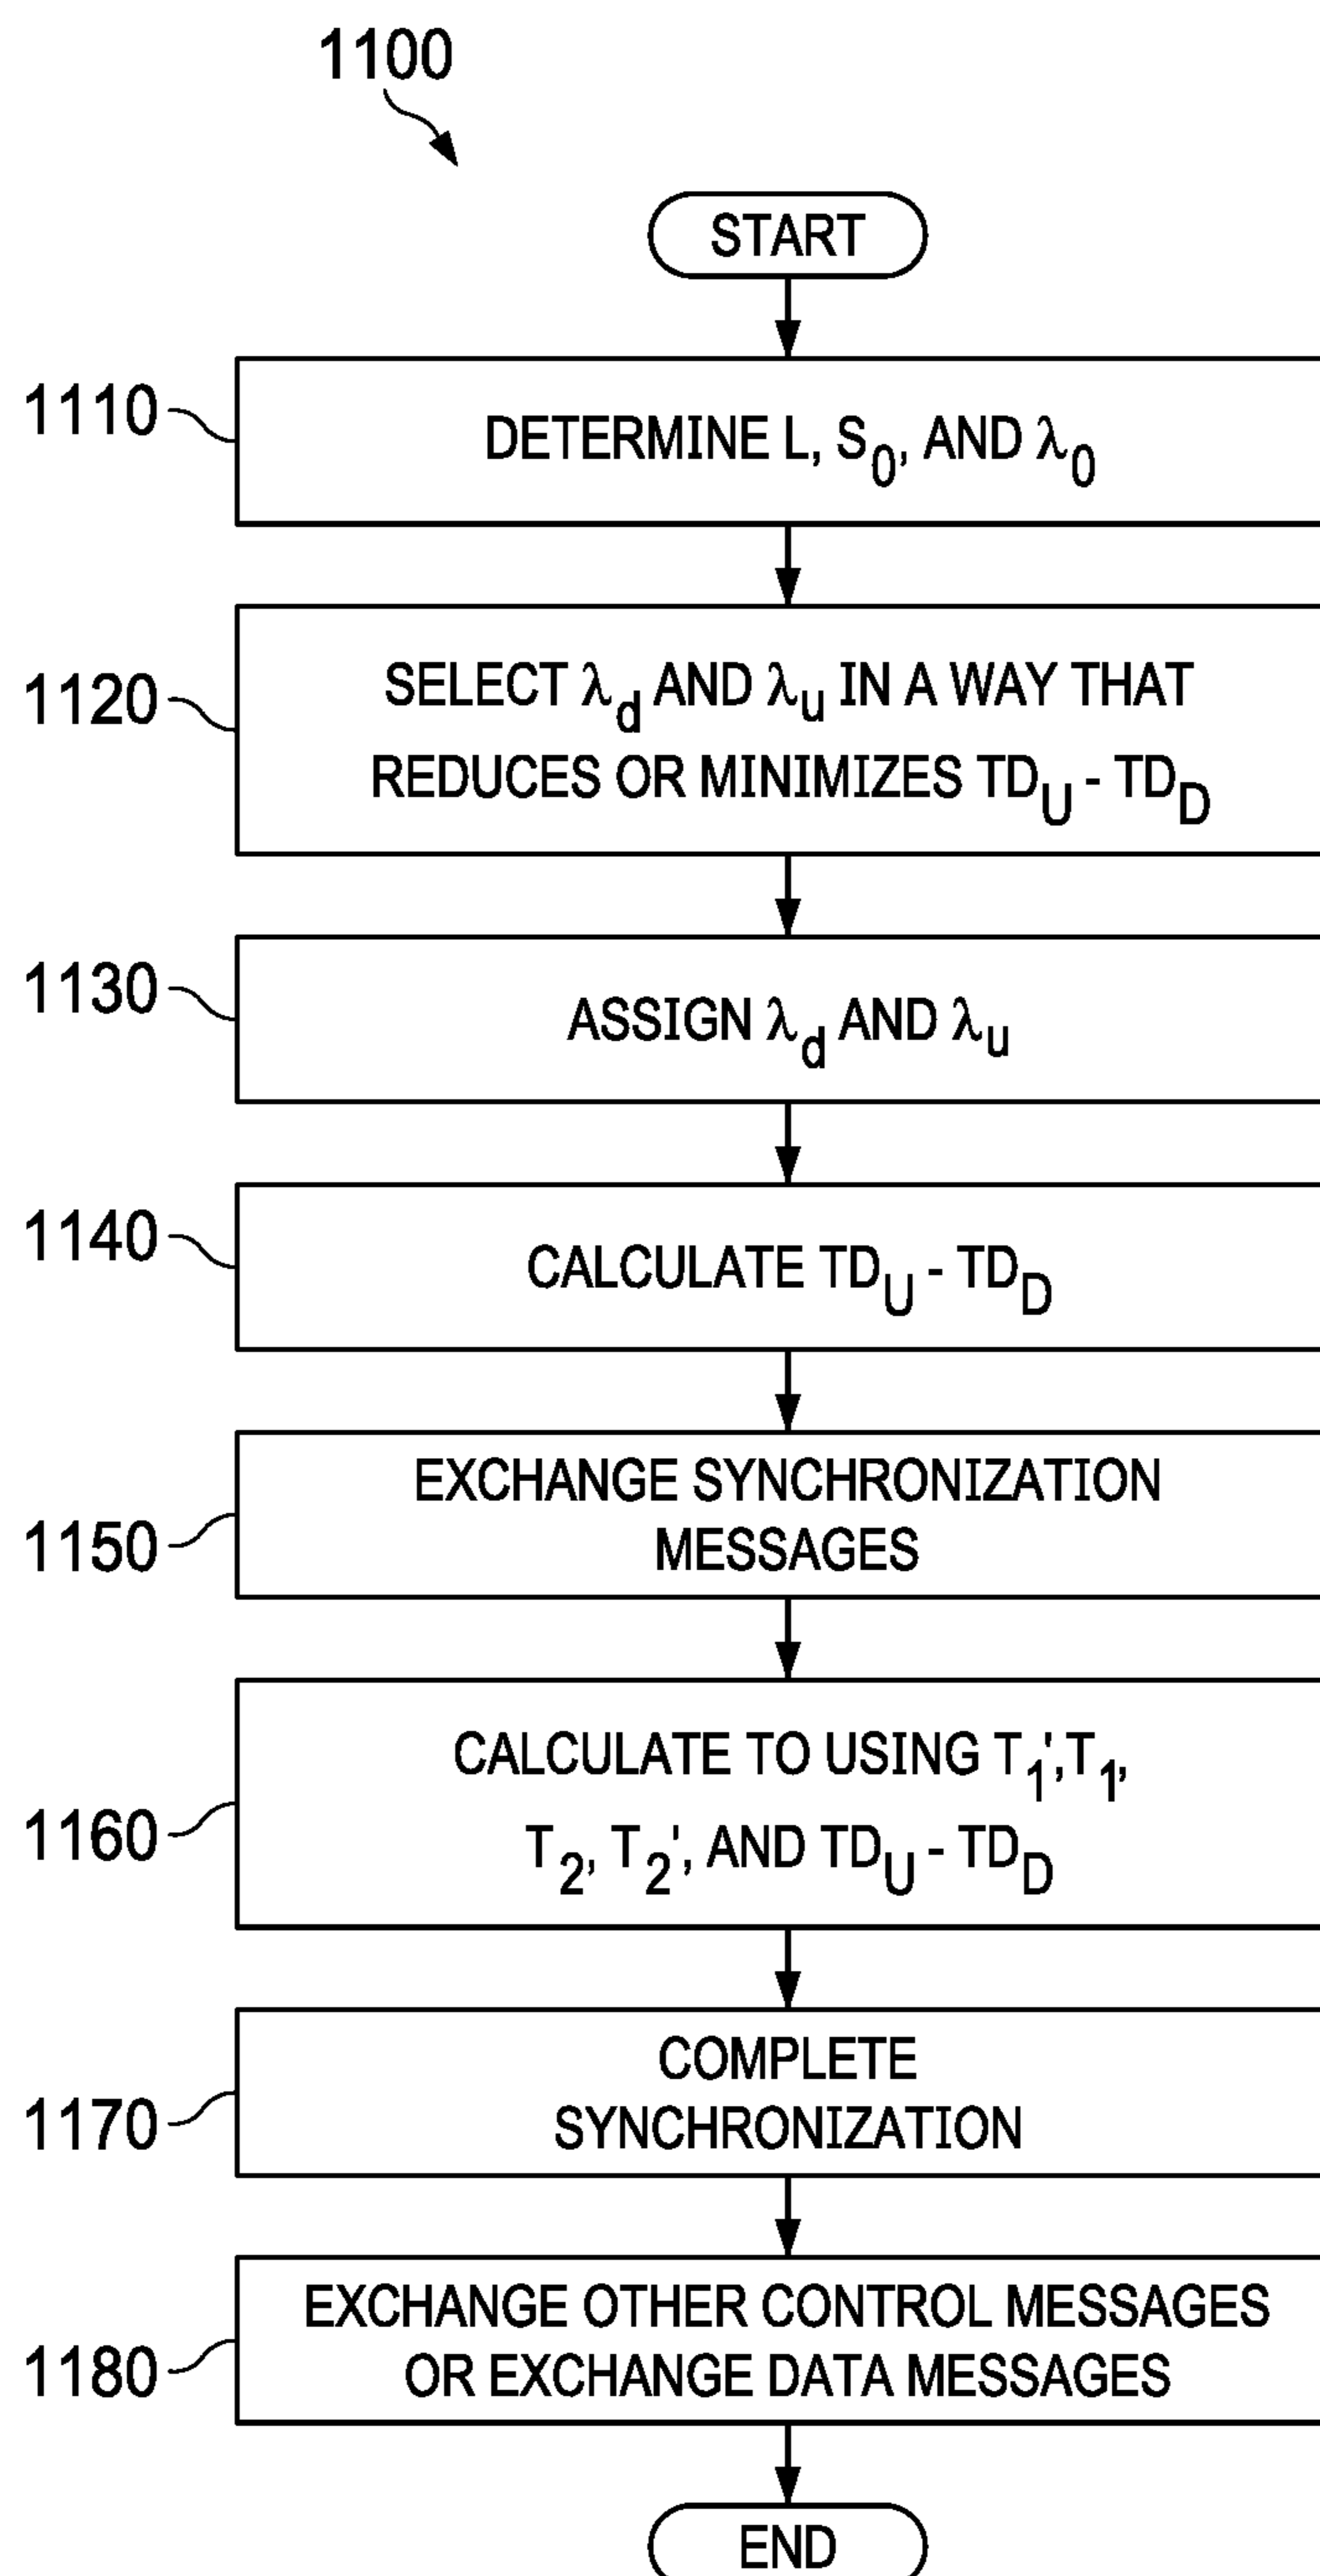 1100
START
1110
DETERMINE L, S₀, AND λ₀
1120
SELECT λd AND λu IN A WAY THAT
REDUCES OR MINIMIZES TDU - TDD
1130
ASSIGN λd AND λu
1140
CALCULATE TDU - TDD
1150
EXCHANGE SYNCHRONIZATION
MESSAGES
1160
CALCULATE TO USING T₁', T₁,
T₂, T₂', AND TDU - TDD
1170
COMPLETE
SYNCHRONIZATION
1180
EXCHANGE OTHER CONTROL MESSAGES
OR EXCHANGE DATA MESSAGES
END